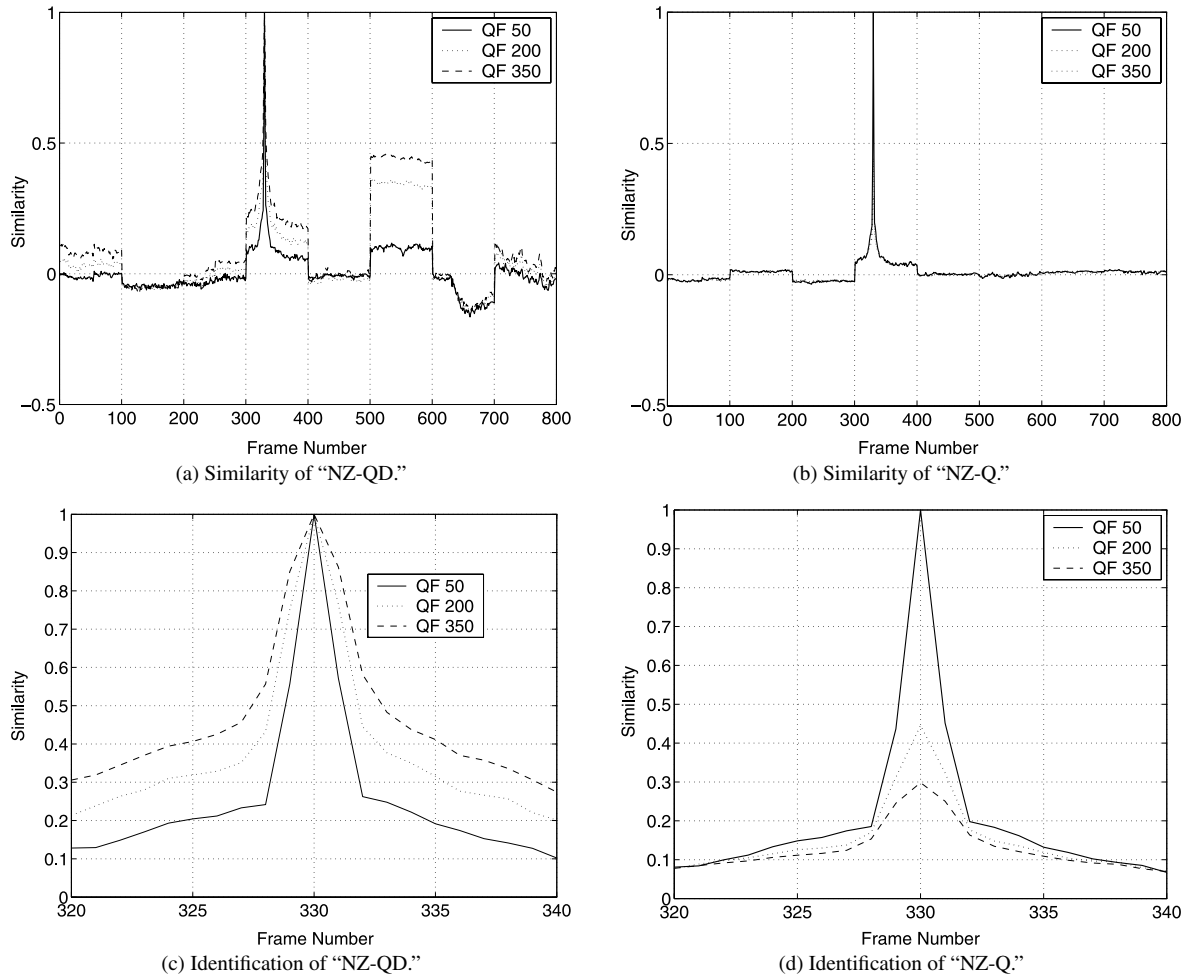 1
0.5
0
−0.5
Similarity
QF 50
QF 200
QF 350
0 100 200 300 400 500 600 700 800
Frame Number
(a) Similarity of “NZ-QD.”
1
0.5
0
−0.5
Similarity
QF 50
QF 200
QF 350
0 100 200 300 400 500 600 700 800
Frame Number
(b) Similarity of “NZ-Q.”
1
0.9
0.8
0.7
0.6
0.5
0.4
0.3
0.2
0.1
0
Similarity
QF 50
QF 200
QF 350
320 325 330 335 340
Frame Number
(c) Identification of “NZ-QD.”
1
0.9
0.8
0.7
0.6
0.5
0.4
0.3
0.2
0.1
0
Similarity
QF 50
QF 200
QF 350
320 325 330 335 340
Frame Number
(d) Identification of “NZ-Q.”